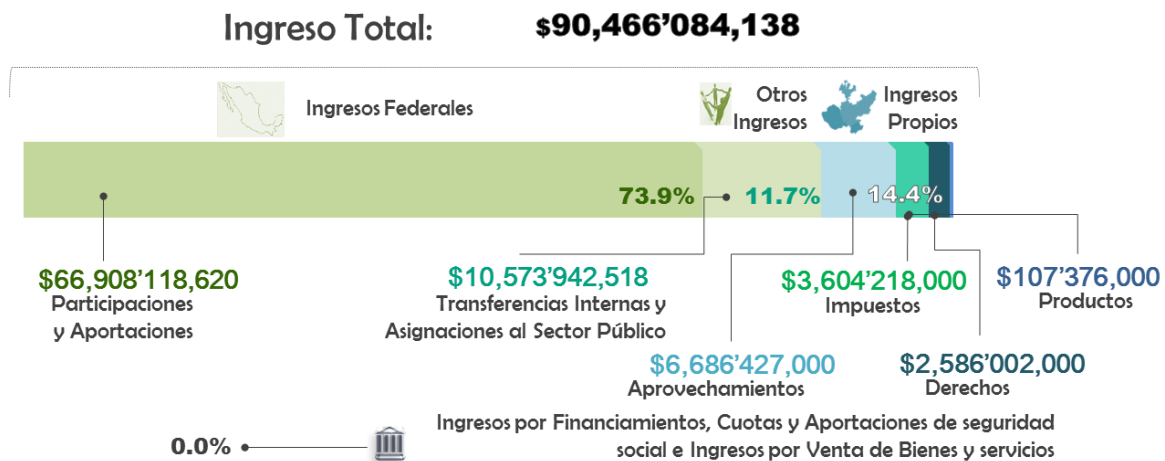 Ingreso Total: $90,466'084,138
Ingresos Federales
Otros
Ingresos
Ingresos
Propios
73.9%
11.7%
14.4%
$66,908'118,620
Participaciones
y Aportaciones
$10,573'942,518
Transferencias Internas y
Asignaciones al Sector Público
$3,604'218,000
Impuestos
$107'376,000
Productos
$6,686'427,000
Aprovechamientos
$2,586'002,000
Derechos
0.0%
Ingresos por Financiamientos, Cuotas y Aportaciones de seguridad
social e Ingresos por Venta de Bienes y servicios